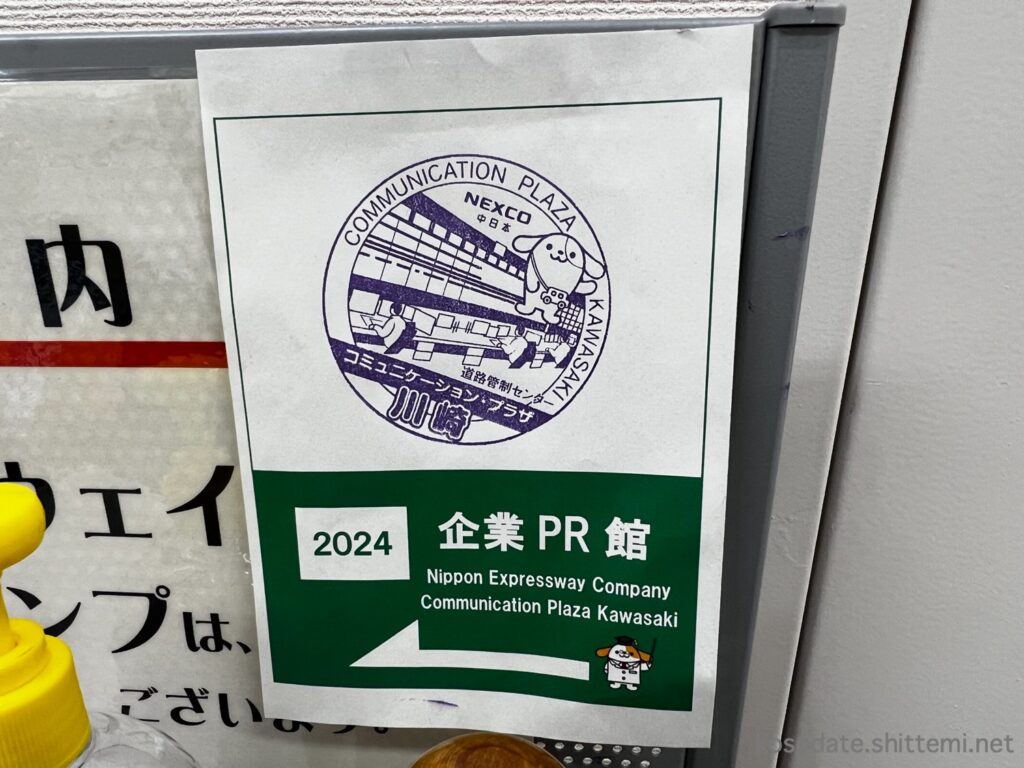 COMMUNICATION PLAZA KAWASAKI
NEXCO
中日本
道路管制センター
コミュニケーション・プラザ
川崎
2024
企業 PR 館
Nippon Expressway Company
Communication Plaza Kawasaki
内
ウェイ
ンプは、
ございます。
date.shittemi.net